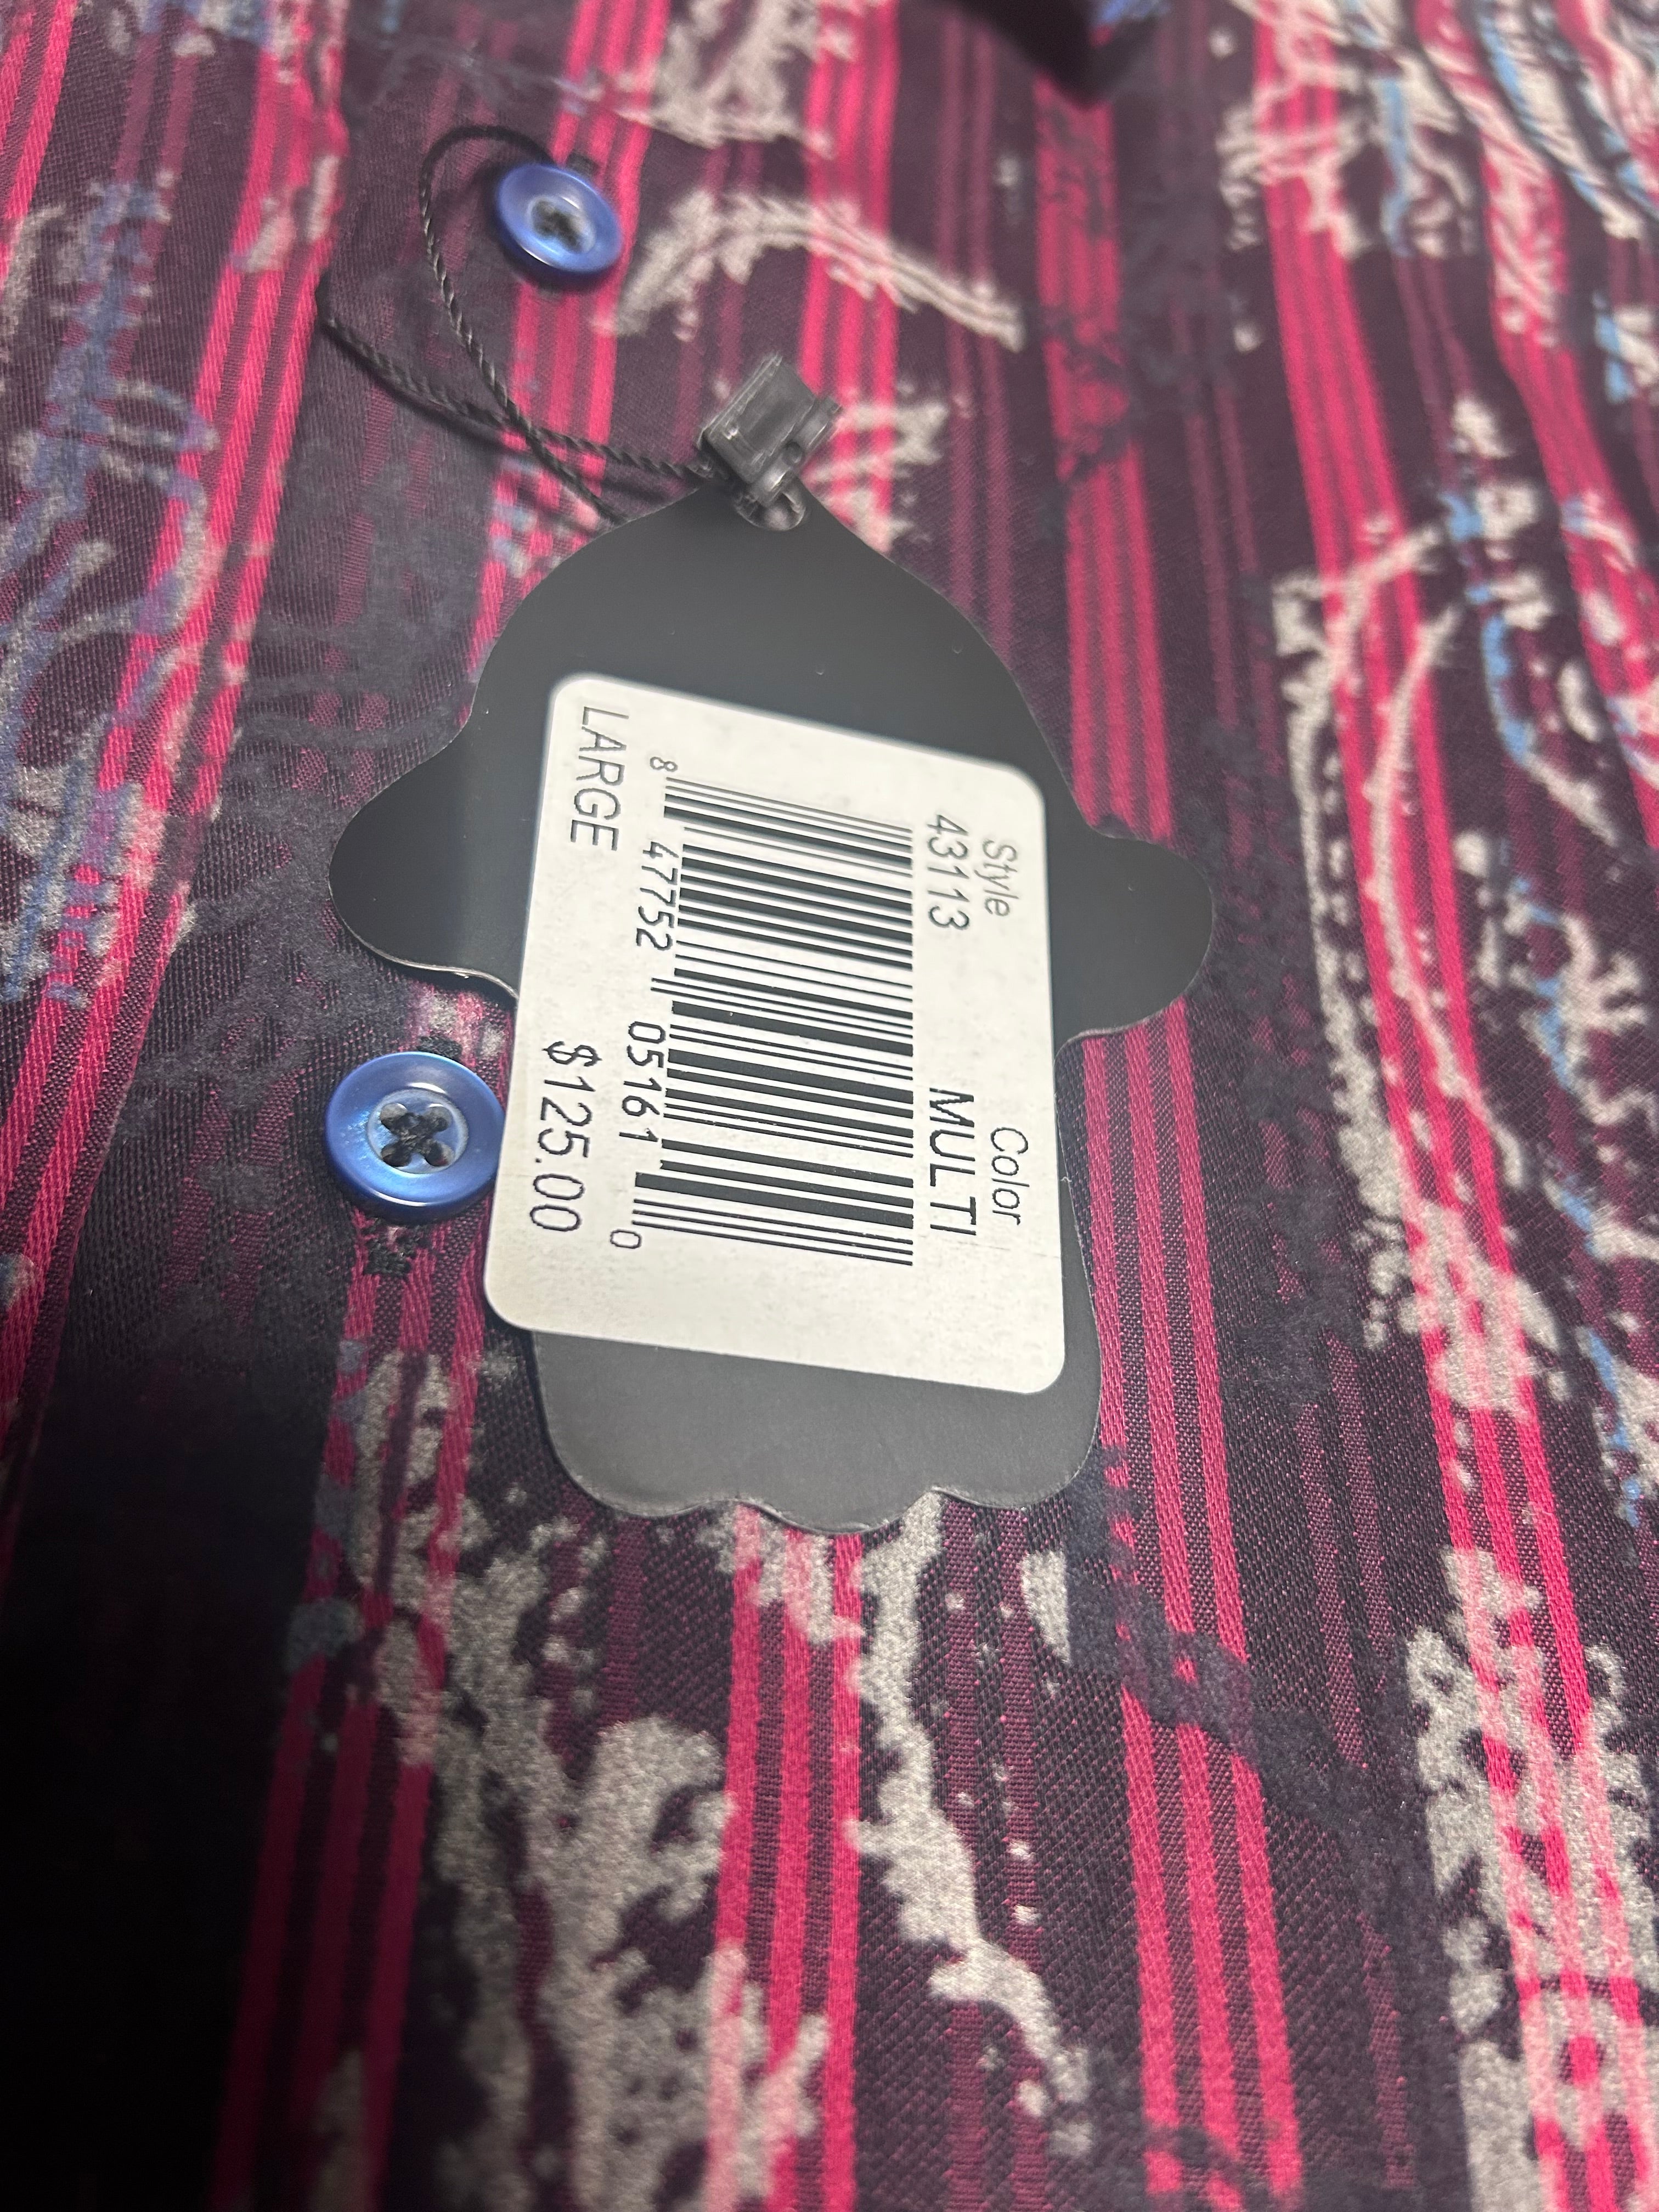 Style Color
43113 MULTI
8 47752 05161 0
LARGE $125.00